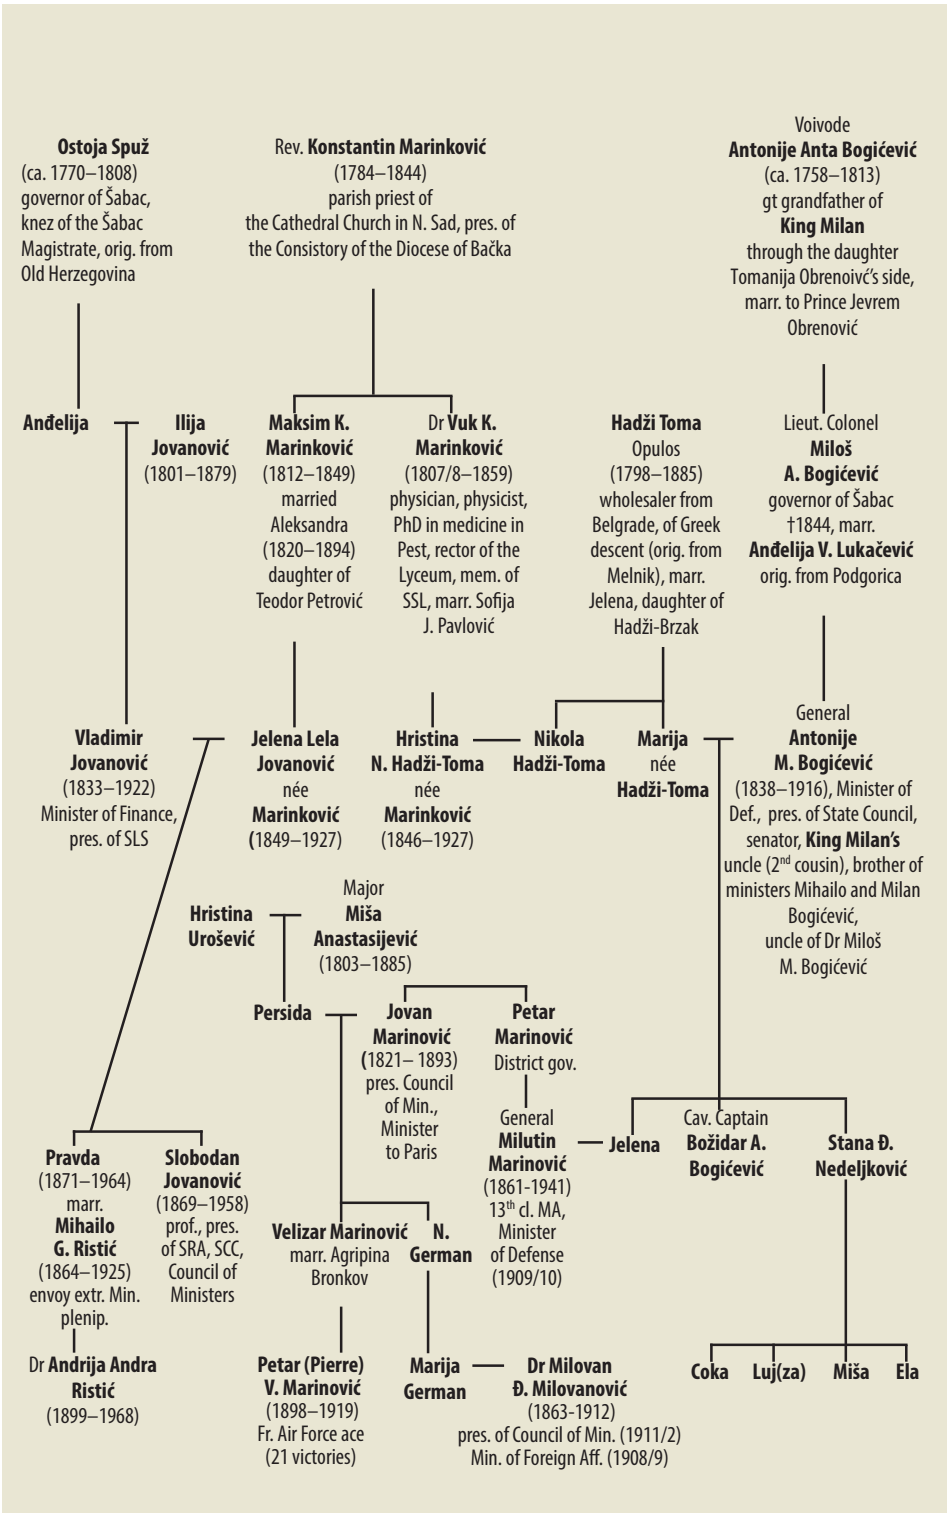 Ostoja Spuž
(ca. 1770–1808)
governor of Šabac,
knez of the Šabac
Magistrate, orig. from
Old Herzegovina
Rev. Konstantin Marinković
(1784–1844)
parish priest of
the Cathedral Church in N. Sad, pres. of
the Consistory of the Diocese of Bačka
Voivode
Antonije Anta Bogićević
(ca. 1758–1813)
gt grandfather of
King Milan
through the daughter
Tomanija Obrenoivć's side,
marr. to Prince Jevrem
Obrenović
Anđelija
Ilija
Jovanović
(1801–1879)
Maksim K.
Marinković
(1812–1849)
married
Aleksandra
(1820–1894)
daughter of
Teodor Petrović
Dr Vuk K.
Marinković
(1807/8–1859)
physician, physicist,
PhD in medicine in
Pest, rector of the
Lyceum, mem. of
SSL, marr. Sofija
J. Pavlović
Hadži Toma
Opulos
(1798–1885)
wholesaler from
Belgrade, of Greek
descent (orig. from
Melnik), marr.
Jelena, daughter of
Hadži-Brzak
Lieut. Colonel
Miloš
A. Bogićević
governor of Šabac
†1844, marr.
Anđelija V. Lukačević
orig. from Podgorica
Vladimir
Jovanović
(1833–1922)
Minister of Finance,
pres. of SLS
Jelena Lela
Jovanović
née
Marinković
(1849–1927)
Hristina
N. Hadži-Toma
née
Marinković
(1846–1927)
Nikola
Hadži-Toma
Marija
née
Hadži-Toma
General
Antonije
M. Bogićević
(1838–1916), Minister of
Def., pres. of State Council,
senator, King Milan's
uncle (2nd cousin), brother of
ministers Mihailo and Milan
Bogićević,
uncle of Dr Miloš
M. Bogićević
Hristina
Urošević
Major
Miša
Anastasijević
(1803–1885)
Persida
Jovan
Marinović
(1821– 1893)
pres. Council
of Min.,
Minister
to Paris
Petar
Marinović
District gov.
General
Milutin
Marinović
(1861-1941)
13th cl. MA,
Minister
of Defense
(1909/10)
Jelena
Cav. Captain
Božidar A.
Bogićević
Stana Đ.
Nedeljković
Pravda
(1871–1964)
marr.
Mihailo
G. Ristić
(1864–1925)
envoy extr. Min.
plenip.
Slobodan
Jovanović
(1869–1958)
prof., pres.
of SRA, SCC,
Council of
Ministers
Velizar Marinović
marr. Agripina
Bronkov
N.
German
Dr Andrija Andra
Ristić
(1899–1968)
Petar (Pierre)
V. Marinović
(1898–1919)
Fr. Air Force ace
(21 victories)
Marija
German
Dr Milovan
Đ. Milovanović
(1863-1912)
pres. of Council of Min. (1911/2)
Min. of Foreign Aff. (1908/9)
Coka
Luj(za)
Miša
Ela